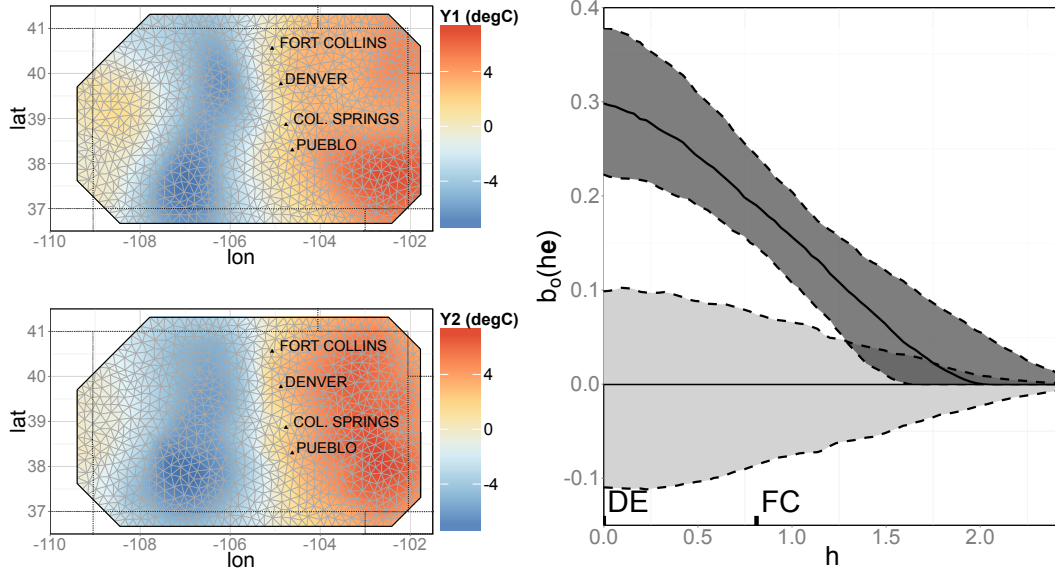 Y1 (degC)
41
40
39
38
37
lat
FORT COLLINS
DENVER
COL. SPRINGS
PUEBLO
4
0
-4
-110
-108
-106
-104
-102
lon
Y2 (degC)
41
40
39
38
37
lat
FORT COLLINS
DENVER
COL. SPRINGS
PUEBLO
4
0
-4
-110
-108
-106
-104
-102
lon
b_o(he)
0.4
0.3
0.2
0.1
0.0
-0.1
DE
FC
0.0
0.5
1.0
1.5
2.0
h